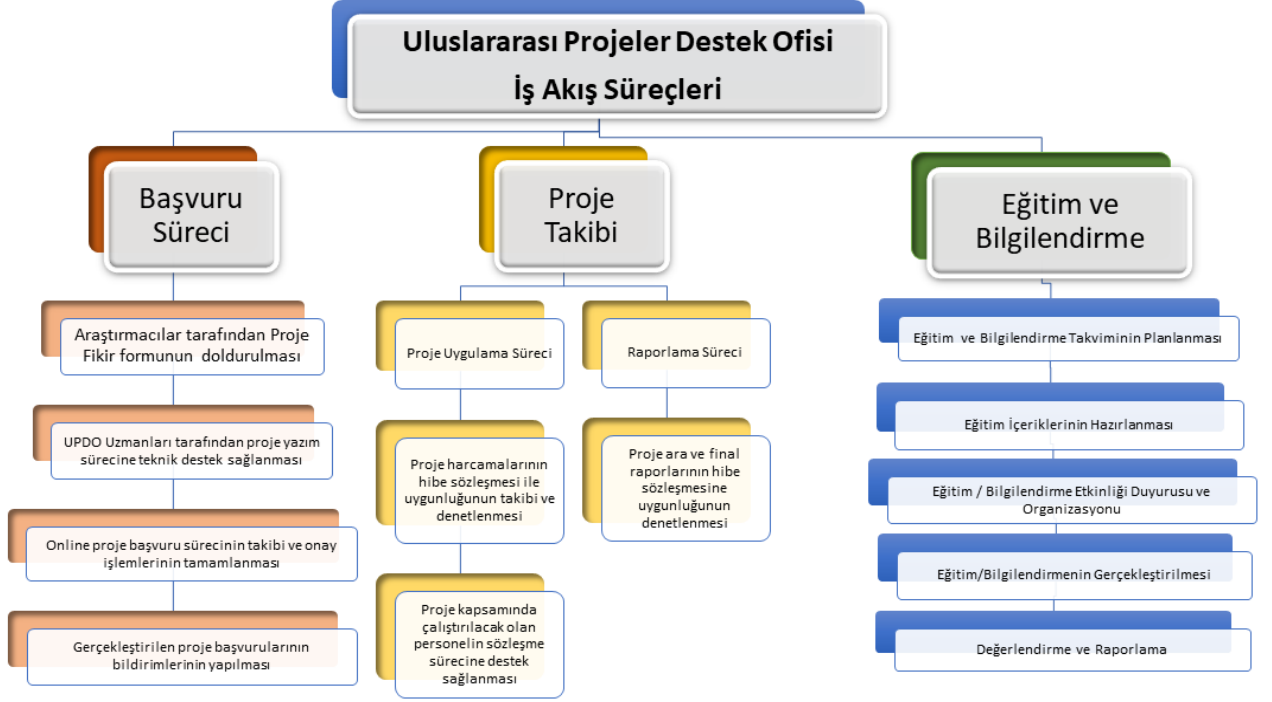 Uluslararası Projeler Destek Ofisi
İş Akış Süreçleri
Başvuru
Süreci
Araştırmacılar tarafından Proje
Fikir formunun doldurulması
UPDO Uzmanları tarafından proje yazım
sürecine teknik destek sağlanması
Online proje başvuru sürecinin takibi ve onay
işlemlerinin tamamlanması
Gerçekleştirilen proje başvurularının
bildirimlerinin yapılması
Proje
Takibi
Proje Uygulama Süreci
Proje harcamalarının
hibe sözleşmesi ile
uygunluğunun takibi ve
denetlenmesi
Proje kapsamında
çalıştırılacak olan
personelin sözleşme
sürecine destek
sağlanması
Raporlama Süreci
Proje ara ve final
raporlarının hibe
sözleşmesine
uygunluğunun
denetlenmesi
Eğitim ve
Bilgilendirme
Eğitim ve Bilgilendirme Takviminin Planlanması
Eğitim İçeriklerinin Hazırlanması
Eğitim / Bilgilendirme Etkinliği Duyurusu ve
Organizasyonu
Eğitim/Bilgilendirmenin Gerçekleştirilmesi
Değerlendirme ve Raporlama